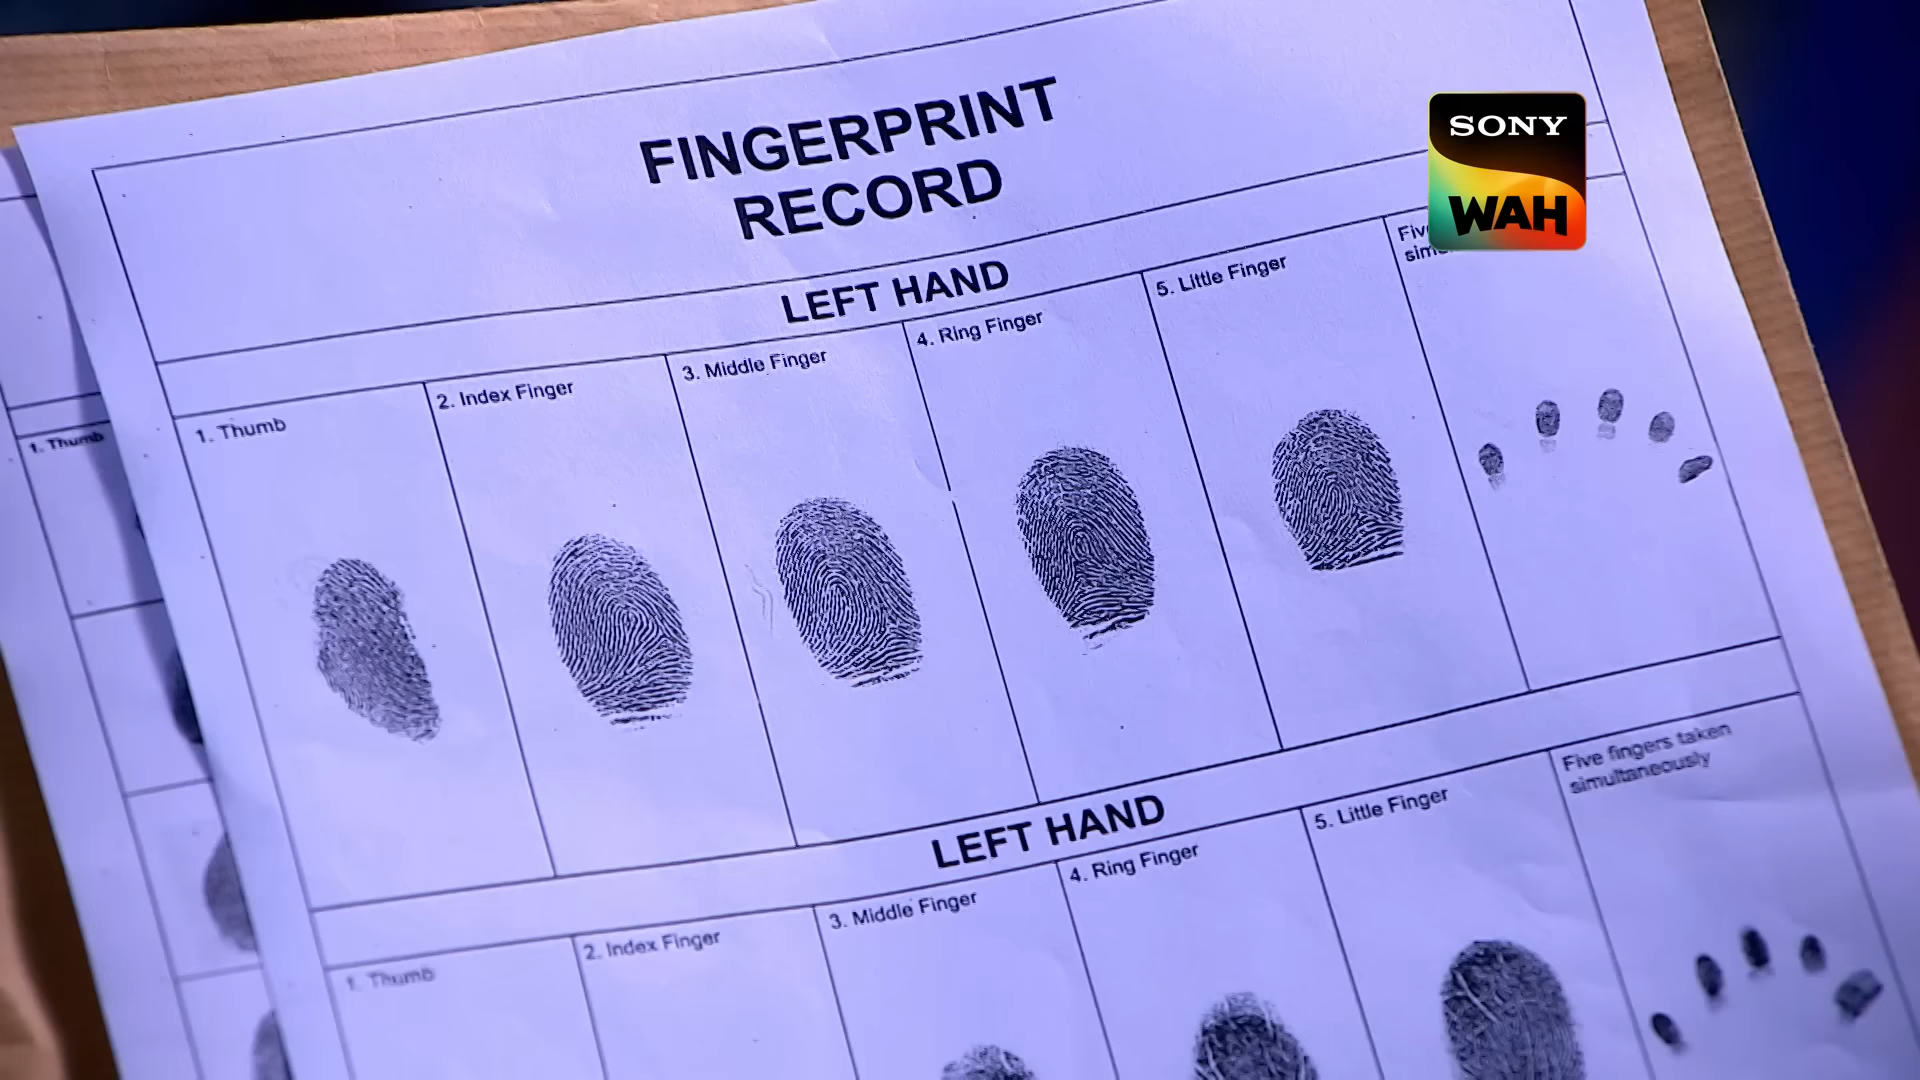 FINGERPRINT
RECORD
SONY
WAH
LEFT HAND
1. Thumb
2. Index Finger
3. Middle Finger
4. Ring Finger
5. Little Finger
1. Thumb
LEFT HAND
1. Thumb
2. Index Finger
3. Middle Finger
4. Ring Finger
5. Little Finger
Five fingers taken
simultaneously